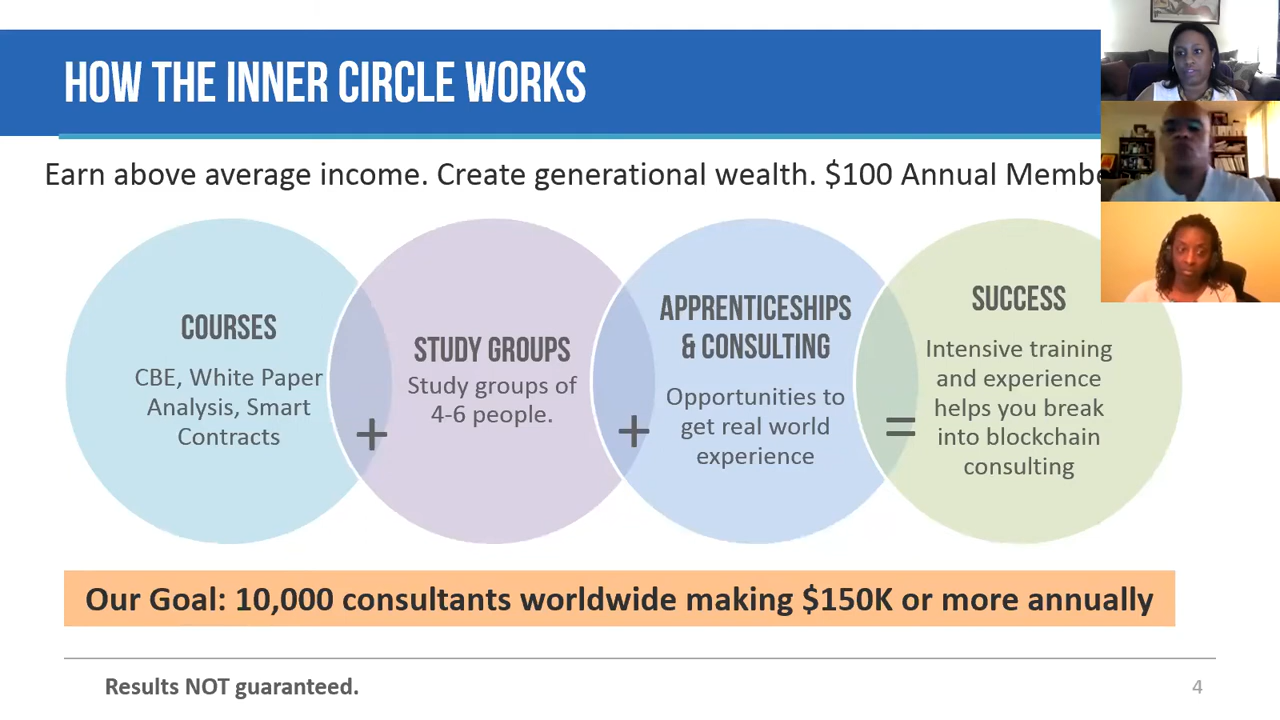 HOW THE INNER CIRCLE WORKS
Earn above average income. Create generational wealth. $100 Annual
COURSES
CBE, White Paper
Analysis, Smart
Contracts
+
STUDY GROUPS
Study groups of
4-6 people.
+
APPRENTICESHIPS
& CONSULTING
Opportunities to
get real world
experience
=
SUCCESS
Intensive training
and experience
helps you break
into blockchain
consulting
Our Goal: 10,000 consultants worldwide making $150K or more annually
Results NOT guaranteed.
4